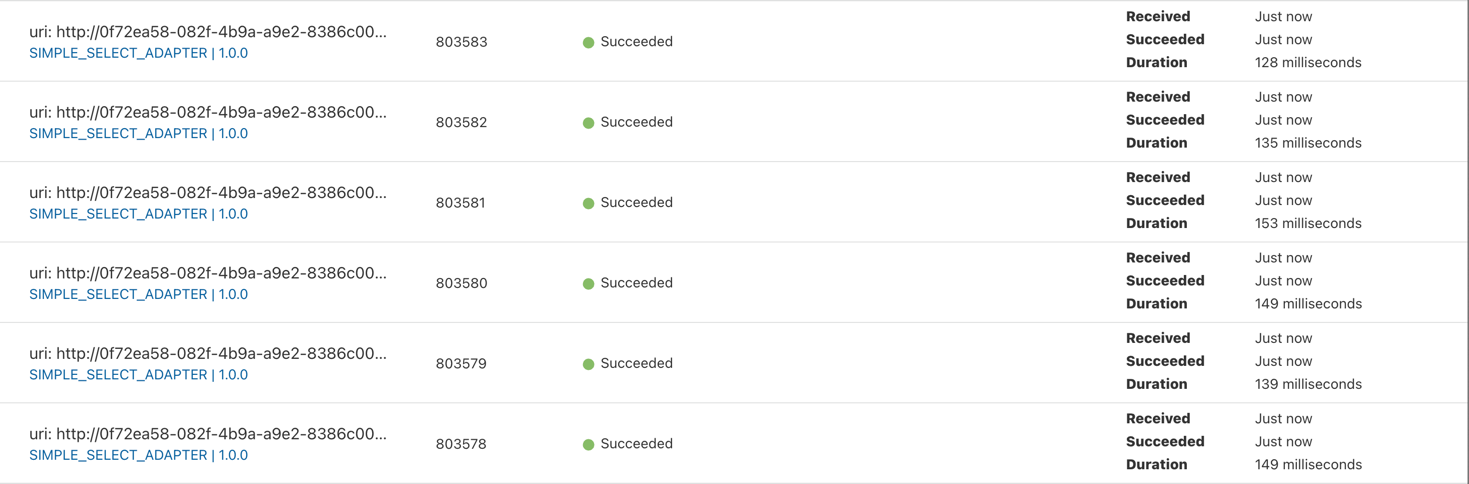 uri: http://0f72ea58-082f-4b9a-a9e2-8386c00...
SIMPLE_SELECT_ADAPTER | 1.0.0
803583
Succeeded
Received Just now
Succeeded Just now
Duration 128 milliseconds
uri: http://0f72ea58-082f-4b9a-a9e2-8386c00...
SIMPLE_SELECT_ADAPTER | 1.0.0
803582
Succeeded
Received Just now
Succeeded Just now
Duration 135 milliseconds
uri: http://0f72ea58-082f-4b9a-a9e2-8386c00...
SIMPLE_SELECT_ADAPTER | 1.0.0
803581
Succeeded
Received Just now
Succeeded Just now
Duration 153 milliseconds
uri: http://0f72ea58-082f-4b9a-a9e2-8386c00...
SIMPLE_SELECT_ADAPTER | 1.0.0
803580
Succeeded
Received Just now
Succeeded Just now
Duration 149 milliseconds
uri: http://0f72ea58-082f-4b9a-a9e2-8386c00...
SIMPLE_SELECT_ADAPTER | 1.0.0
803579
Succeeded
Received Just now
Succeeded Just now
Duration 139 milliseconds
uri: http://0f72ea58-082f-4b9a-a9e2-8386c00...
SIMPLE_SELECT_ADAPTER | 1.0.0
803578
Succeeded
Received Just now
Succeeded Just now
Duration 149 milliseconds